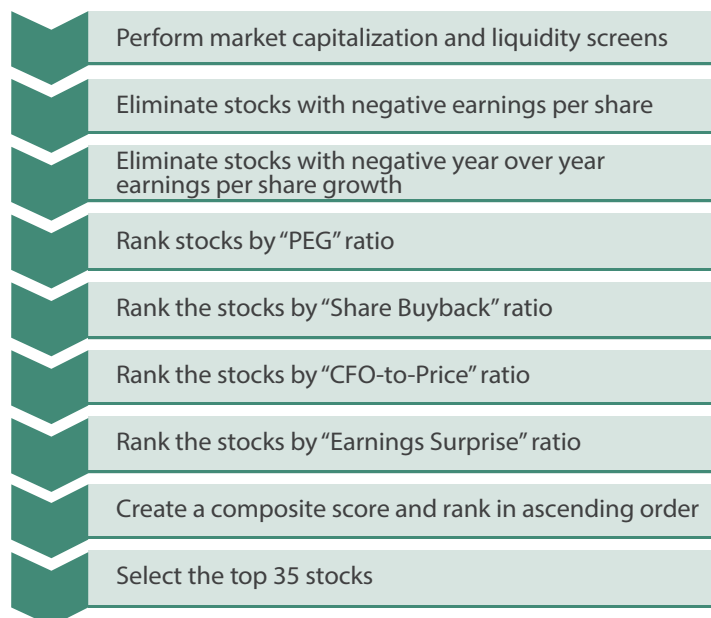 Perform market capitalization and liquidity screens
Eliminate stocks with negative earnings per share
Eliminate stocks with negative year over year
earnings per share growth
Rank stocks by “PEG” ratio
Rank the stocks by “Share Buyback” ratio
Rank the stocks by “CFO-to-Price” ratio
Rank the stocks by “Earnings Surprise” ratio
Create a composite score and rank in ascending order
Select the top 35 stocks